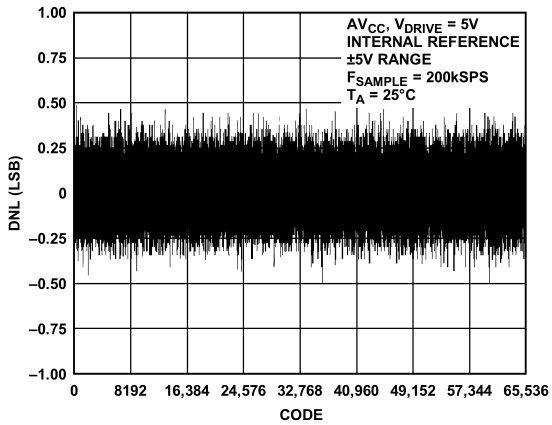 1.00
0.75
0.50
0.25
0
–0.25
–0.50
–0.75
–1.00
DNL (LSB)
AVCC, VDRIVE = 5V
INTERNAL REFERENCE
±5V RANGE
FSAMPLE = 200kSPS
TA = 25°C
0 8192 16,384 24,576 32,768 40,960 49,152 57,344 65,536
CODE